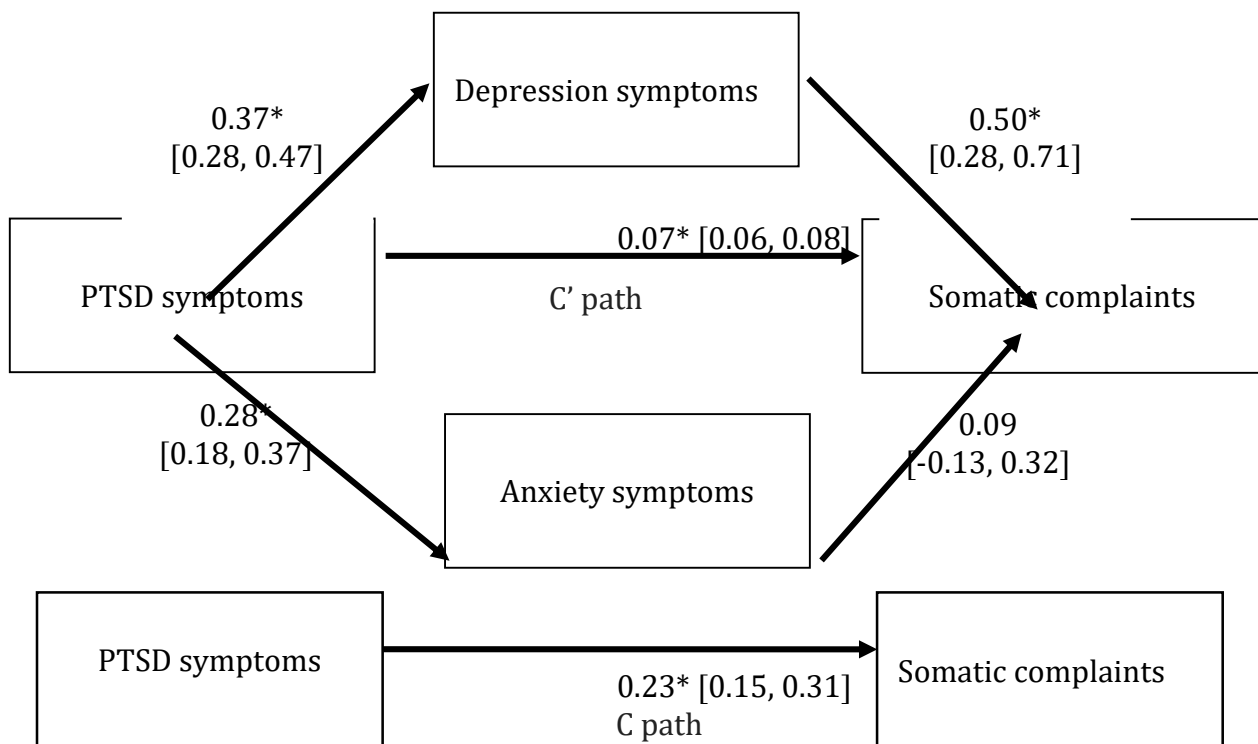 Depression symptoms
0.37*
[0.28, 0.47]
0.50*
[0.28, 0.71]
0.07* [0.06, 0.08]
PTSD symptoms
C’ path
Somatic complaints
0.28*
[0.18, 0.37]
0.09
[-0.13, 0.32]
Anxiety symptoms
PTSD symptoms
Somatic complaints
0.23* [0.15, 0.31]
C path